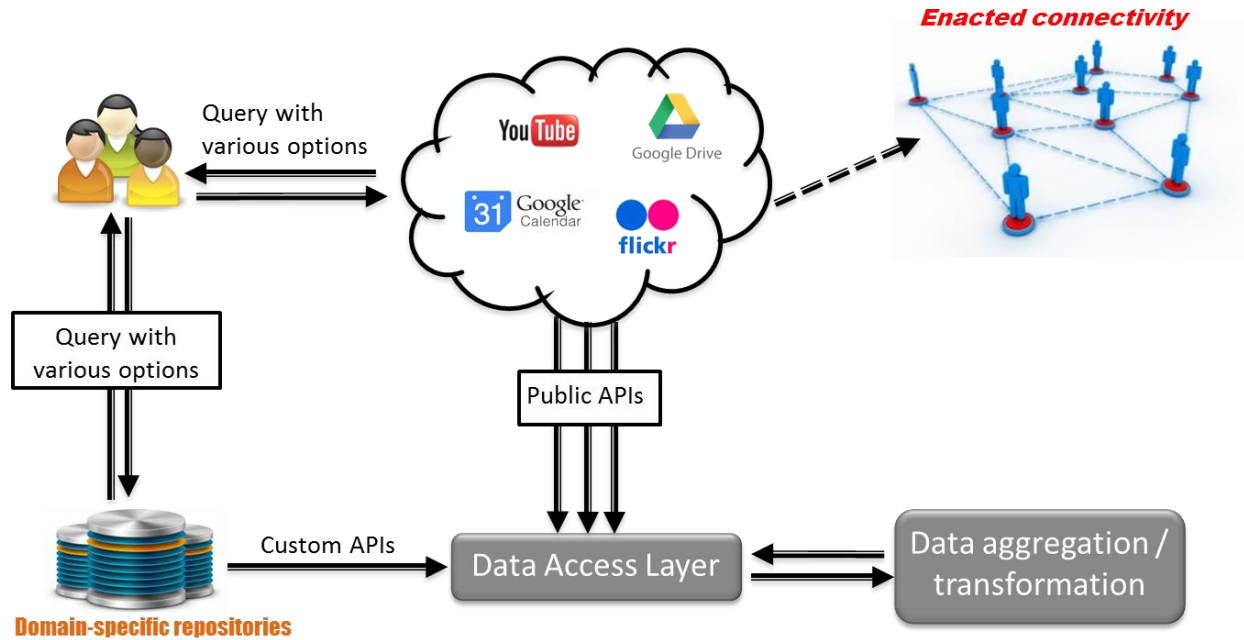 Enacted connectivity
Query with
various options
YouTube
Google Drive
31 Google
Calendar
flickr
Query with
various options
Public APIs
Custom APIs
Data Access Layer
Data aggregation /
transformation
Domain-specific repositories